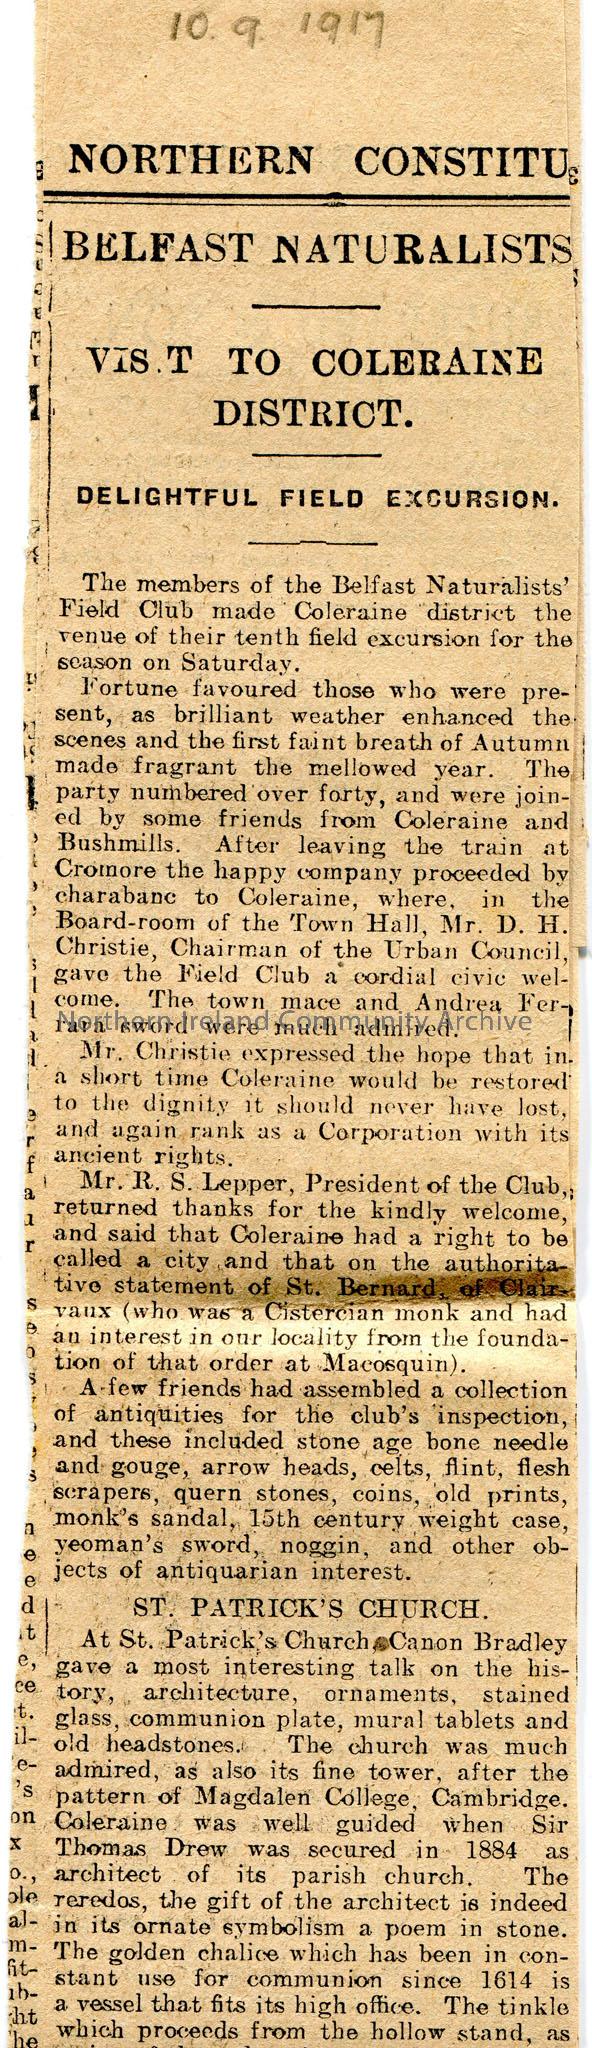 10. 9 1917
NORTHERN CONSTITU
BELFAST NATURALISTS
VIS.T TO COLERAINE
DISTRICT.
DELIGHTFUL FIELD EXCURSION.
The members of the Belfast Naturalists'
Field Club made Coleraine district the
venue of their tenth field excursion for the
season on Saturday.
Fortune favoured those who were pre-
sent, as brilliant weather enhanced the
scenes and the first faint breath of Autumn
made fragrant the mellowed year. The
party numbered over forty, and were join-
ed by some friends from Coleraine and
Bushmills. After leaving the train at
Cromore the happy company proceeded by
charabanc to Coleraine, where, in the
Board-room of the Town Hall, Mr. D. H.
Christie, Chairman of the Urban Council,
gave the Field Club a cordial civic wel-
come. The town mace and Andrea Fer-
rara sword were much admired.
Northern Ireland Community Archive
Mr. Christie expressed the hope that in
a short time Coleraine would be restored
to the dignity it should never have lost,
and again rank as a Corporation with its
ancient rights.
Mr. R. S. Lepper, President of the Club,
returned thanks for the kindly welcome,
and said that Coleraine had a right to be
called a city and that on the authorita-
tive statement of St. Bernard, of Clair-
vaux (who was a Cistercian monk and had
an interest in our locality from the founda-
tion of that order at Macosquin).
A few friends had assembled a collection
of antiquities for the club's inspection,
and these included stone age bone needle
and gouge, arrow heads, celts, flint, flesh
scrapers, quern stones, coins, old prints,
monk's sandal, 15th century weight case,
yeoman's sword, noggin, and other ob-
jects of antiquarian interest.
ST. PATRICK'S CHURCH.
At St. Patrick's Church Canon Bradley
gave a most interesting talk on the his-
tory, architecture, ornaments, stained
glass, communion plate, mural tablets and
old headstones. The church was much
admired, as also its fine tower, after the
pattern of Magdalen College, Cambridge.
Coleraine was well guided when Sir
Thomas Drew was secured in 1884 as
architect of its parish church. The
reredos, the gift of the architect is indeed
in its ornate symbolism a poem in stone.
The golden chalice which has been in con-
stant use for communion since 1614 is
a vessel that fits its high office. The tinkle
which proceeds from the hollow stand, as